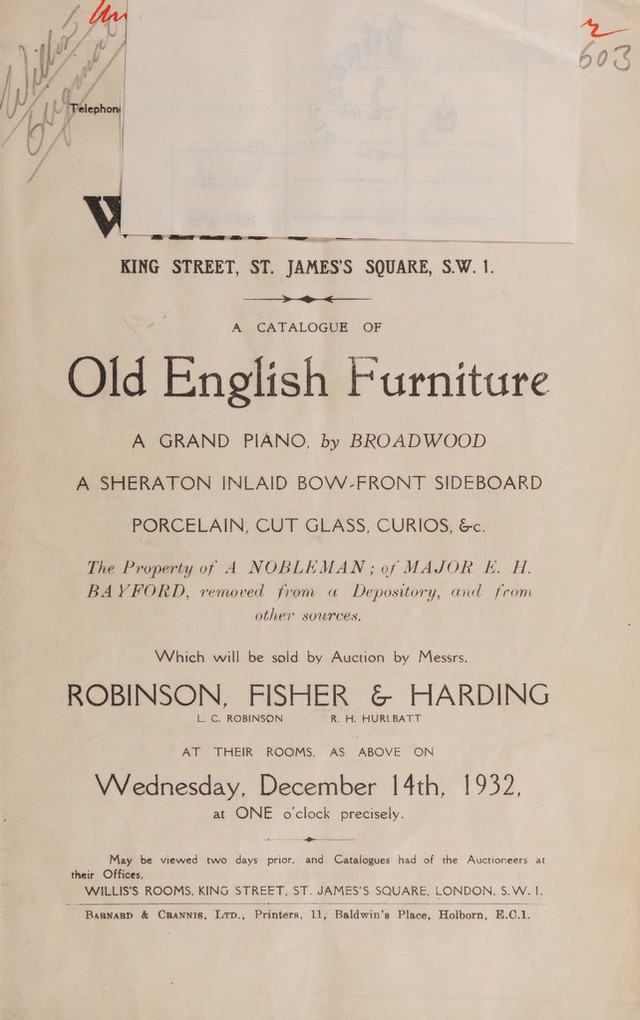 603
Telephon
KING STREET, ST. JAMES'S SQUARE, S.W. 1.
A CATALOGUE OF
Old English Furniture
A GRAND PIANO, by BROADWOOD
A SHERATON INLAID BOW-FRONT SIDEBOARD
PORCELAIN, CUT GLASS, CURIOS, &c.
The Property of A NOBLEMAN; of MAJOR E. H.
BAYFORD, removed from a Depository, and from
other sources.
Which will be sold by Auction by Messrs.
ROBINSON, FISHER & HARDING
L. C. ROBINSON R. H. HURLBATT
AT THEIR ROOMS, AS ABOVE ON
Wednesday, December 14th, 1932,
at ONE o'clock precisely.
May be viewed two days prior, and Catalogues had of the Auctioneers at
their Offices,
WILLIS'S ROOMS, KING STREET, ST. JAMES'S SQUARE, LONDON, S.W. 1.
BARNARD & CRANNIS, LTD., Printers, 11, Baldwin's Place, Holborn, E.C.1.